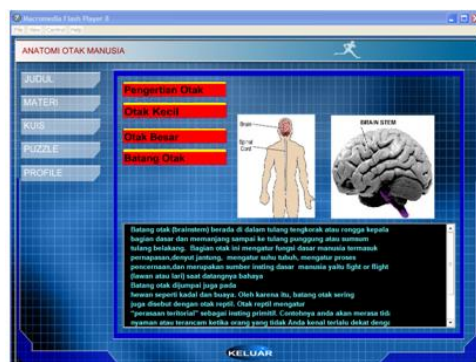 Macromedia Flash Player 8
File View Control Help
ANATOMI OTAK MANUSIA
JUDUL
MATERI
KUIS
PUZZLE
PROFILE
Pengertian Otak
Otak Kecil
Otak Besar
Batang Otak
Brain
Spinal
Cord
BRAIN STEM
Batang otak (brainstem) berada di dalam tulang tengkorak atau rongga kepala
bagian dasar dan memanjang sampai ke tulang punggung atau sumsum
tulang belakang. Bagian otak ini mengatur fungsi dasar manusia termasuk
pernapasan,denyut jantung, mengatur suhu tubuh, mengatur proses
pencernaan,dan merupakan sumber insting dasar manusia yaitu fight or flight
(lawan atau lari) saat datangnya bahaya
Batang otak dijumpai juga pada
hewan seperti kadal dan buaya. Oleh karena itu, batang otak sering
juga disebut dengan otak reptil. Otak reptil mengatur
"perasaan teritorial" sebagai insting primitif. Contohnya anda akan merasa tida
nyaman atau terancam ketika orang yang tidak Anda kenal terlalu dekat denga
KELUAR